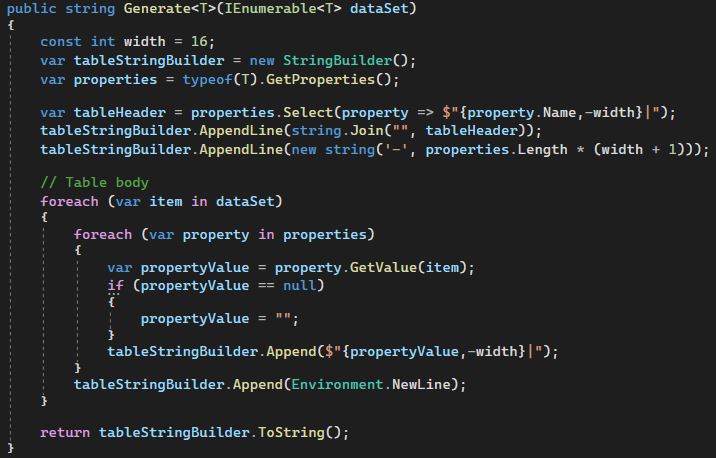 public string Generate<T>(IEnumerable<T> dataSet)
{
    const int width = 16;
    var tableStringBuilder = new StringBuilder();
    var properties = typeof(T).GetProperties();

    var tableHeader = properties.Select(property => $"{property.Name,-width}|");
    tableStringBuilder.AppendLine(string.Join("", tableHeader));
    tableStringBuilder.AppendLine(new string('-', properties.Length * (width + 1)));

    // Table body
    foreach (var item in dataSet)
    {
        foreach (var property in properties)
        {
            var propertyValue = property.GetValue(item);
            if (propertyValue == null)
            {
                propertyValue = "";
            }
            tableStringBuilder.Append($"{propertyValue,-width}|");
        }
        tableStringBuilder.Append(Environment.NewLine);
    }

    return tableStringBuilder.ToString();
}